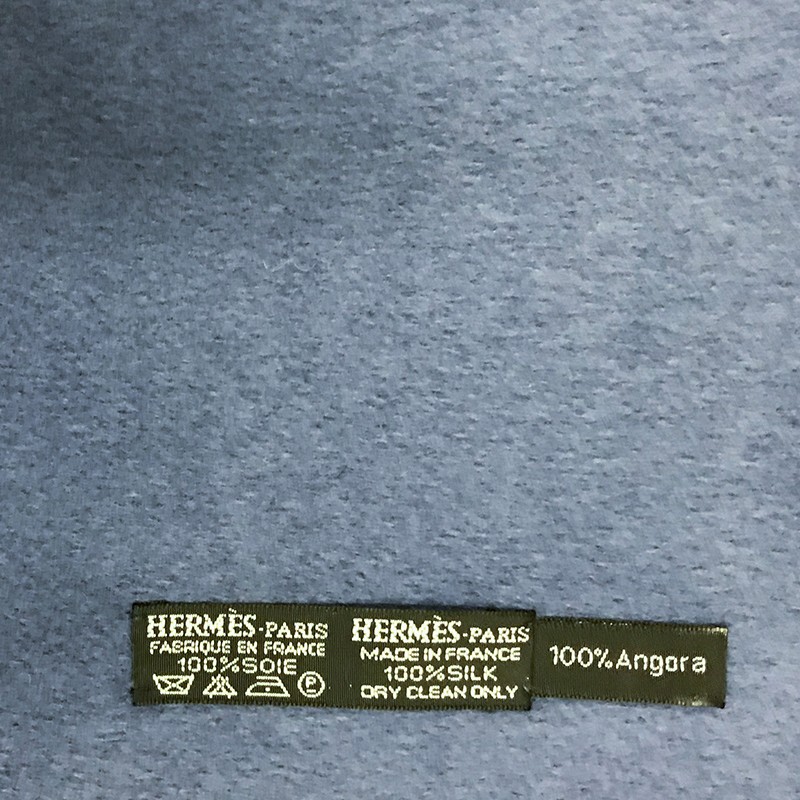 HERMÈS-PARIS
FABRIQUE EN FRANCE
100%SOIE
P
HERMÈS-PARIS
MADE IN FRANCE
100%SILK
DRY CLEAN ONLY
100%Angora